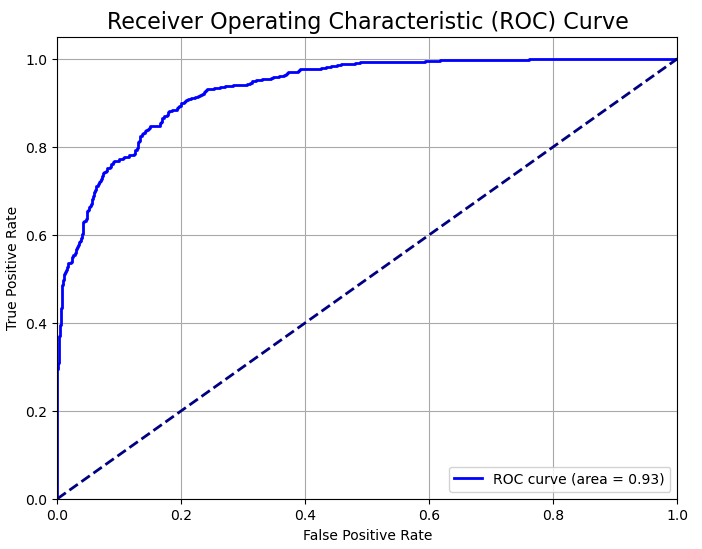 Receiver Operating Characteristic (ROC) Curve
True Positive Rate
1.0
0.8
0.6
0.4
0.2
0.0
0.0 0.2 0.4 0.6 0.8 1.0
False Positive Rate
ROC curve (area = 0.93)